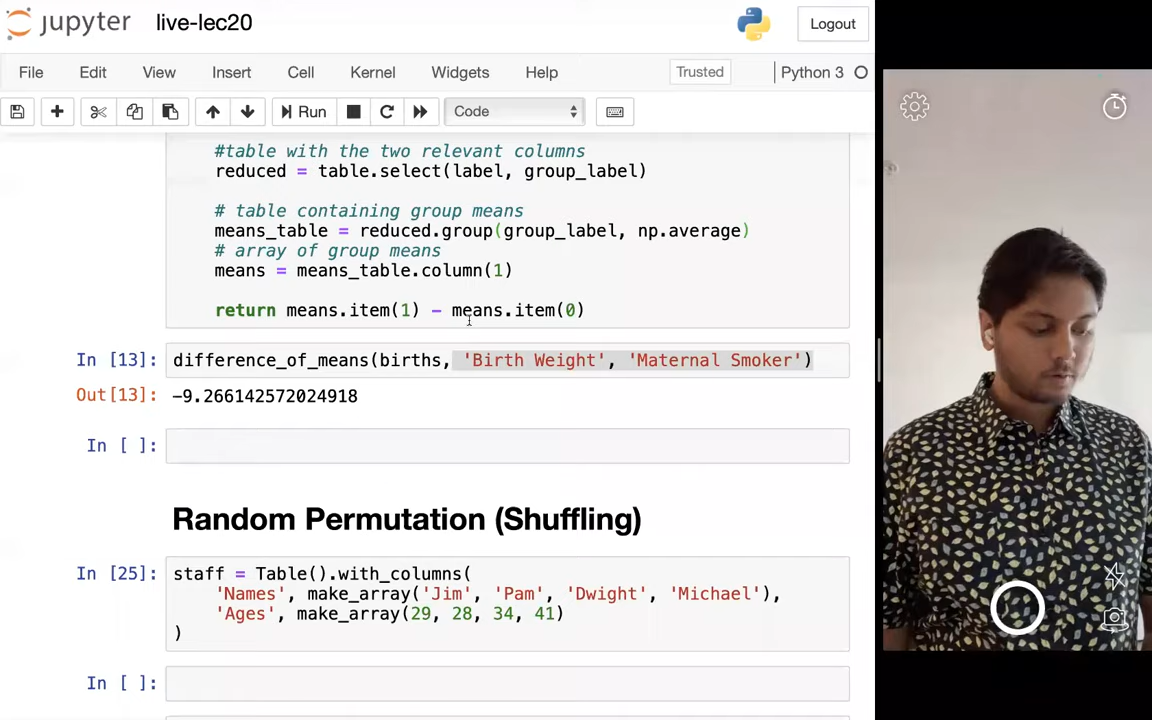 jupyter live-lec20 Logout
File Edit View Insert Cell Kernel Widgets Help Trusted Python 3
Run Code
#table with the two relevant columns
reduced = table.select(label, group_label)
# table containing group means
means_table = reduced.group(group_label, np.average)
# array of group means
means = means_table.column(1)
return means.item(1) - means.item(0)
In [13]: difference_of_means(births, 'Birth Weight', 'Maternal Smoker')
Out[13]: -9.266142572024918
In [ ]:
Random Permutation (Shuffling)
In [25]: staff = Table().with_columns(
'Names', make_array('Jim', 'Pam', 'Dwight', 'Michael'),
'Ages', make_array(29, 28, 34, 41)
)
In [ ]: